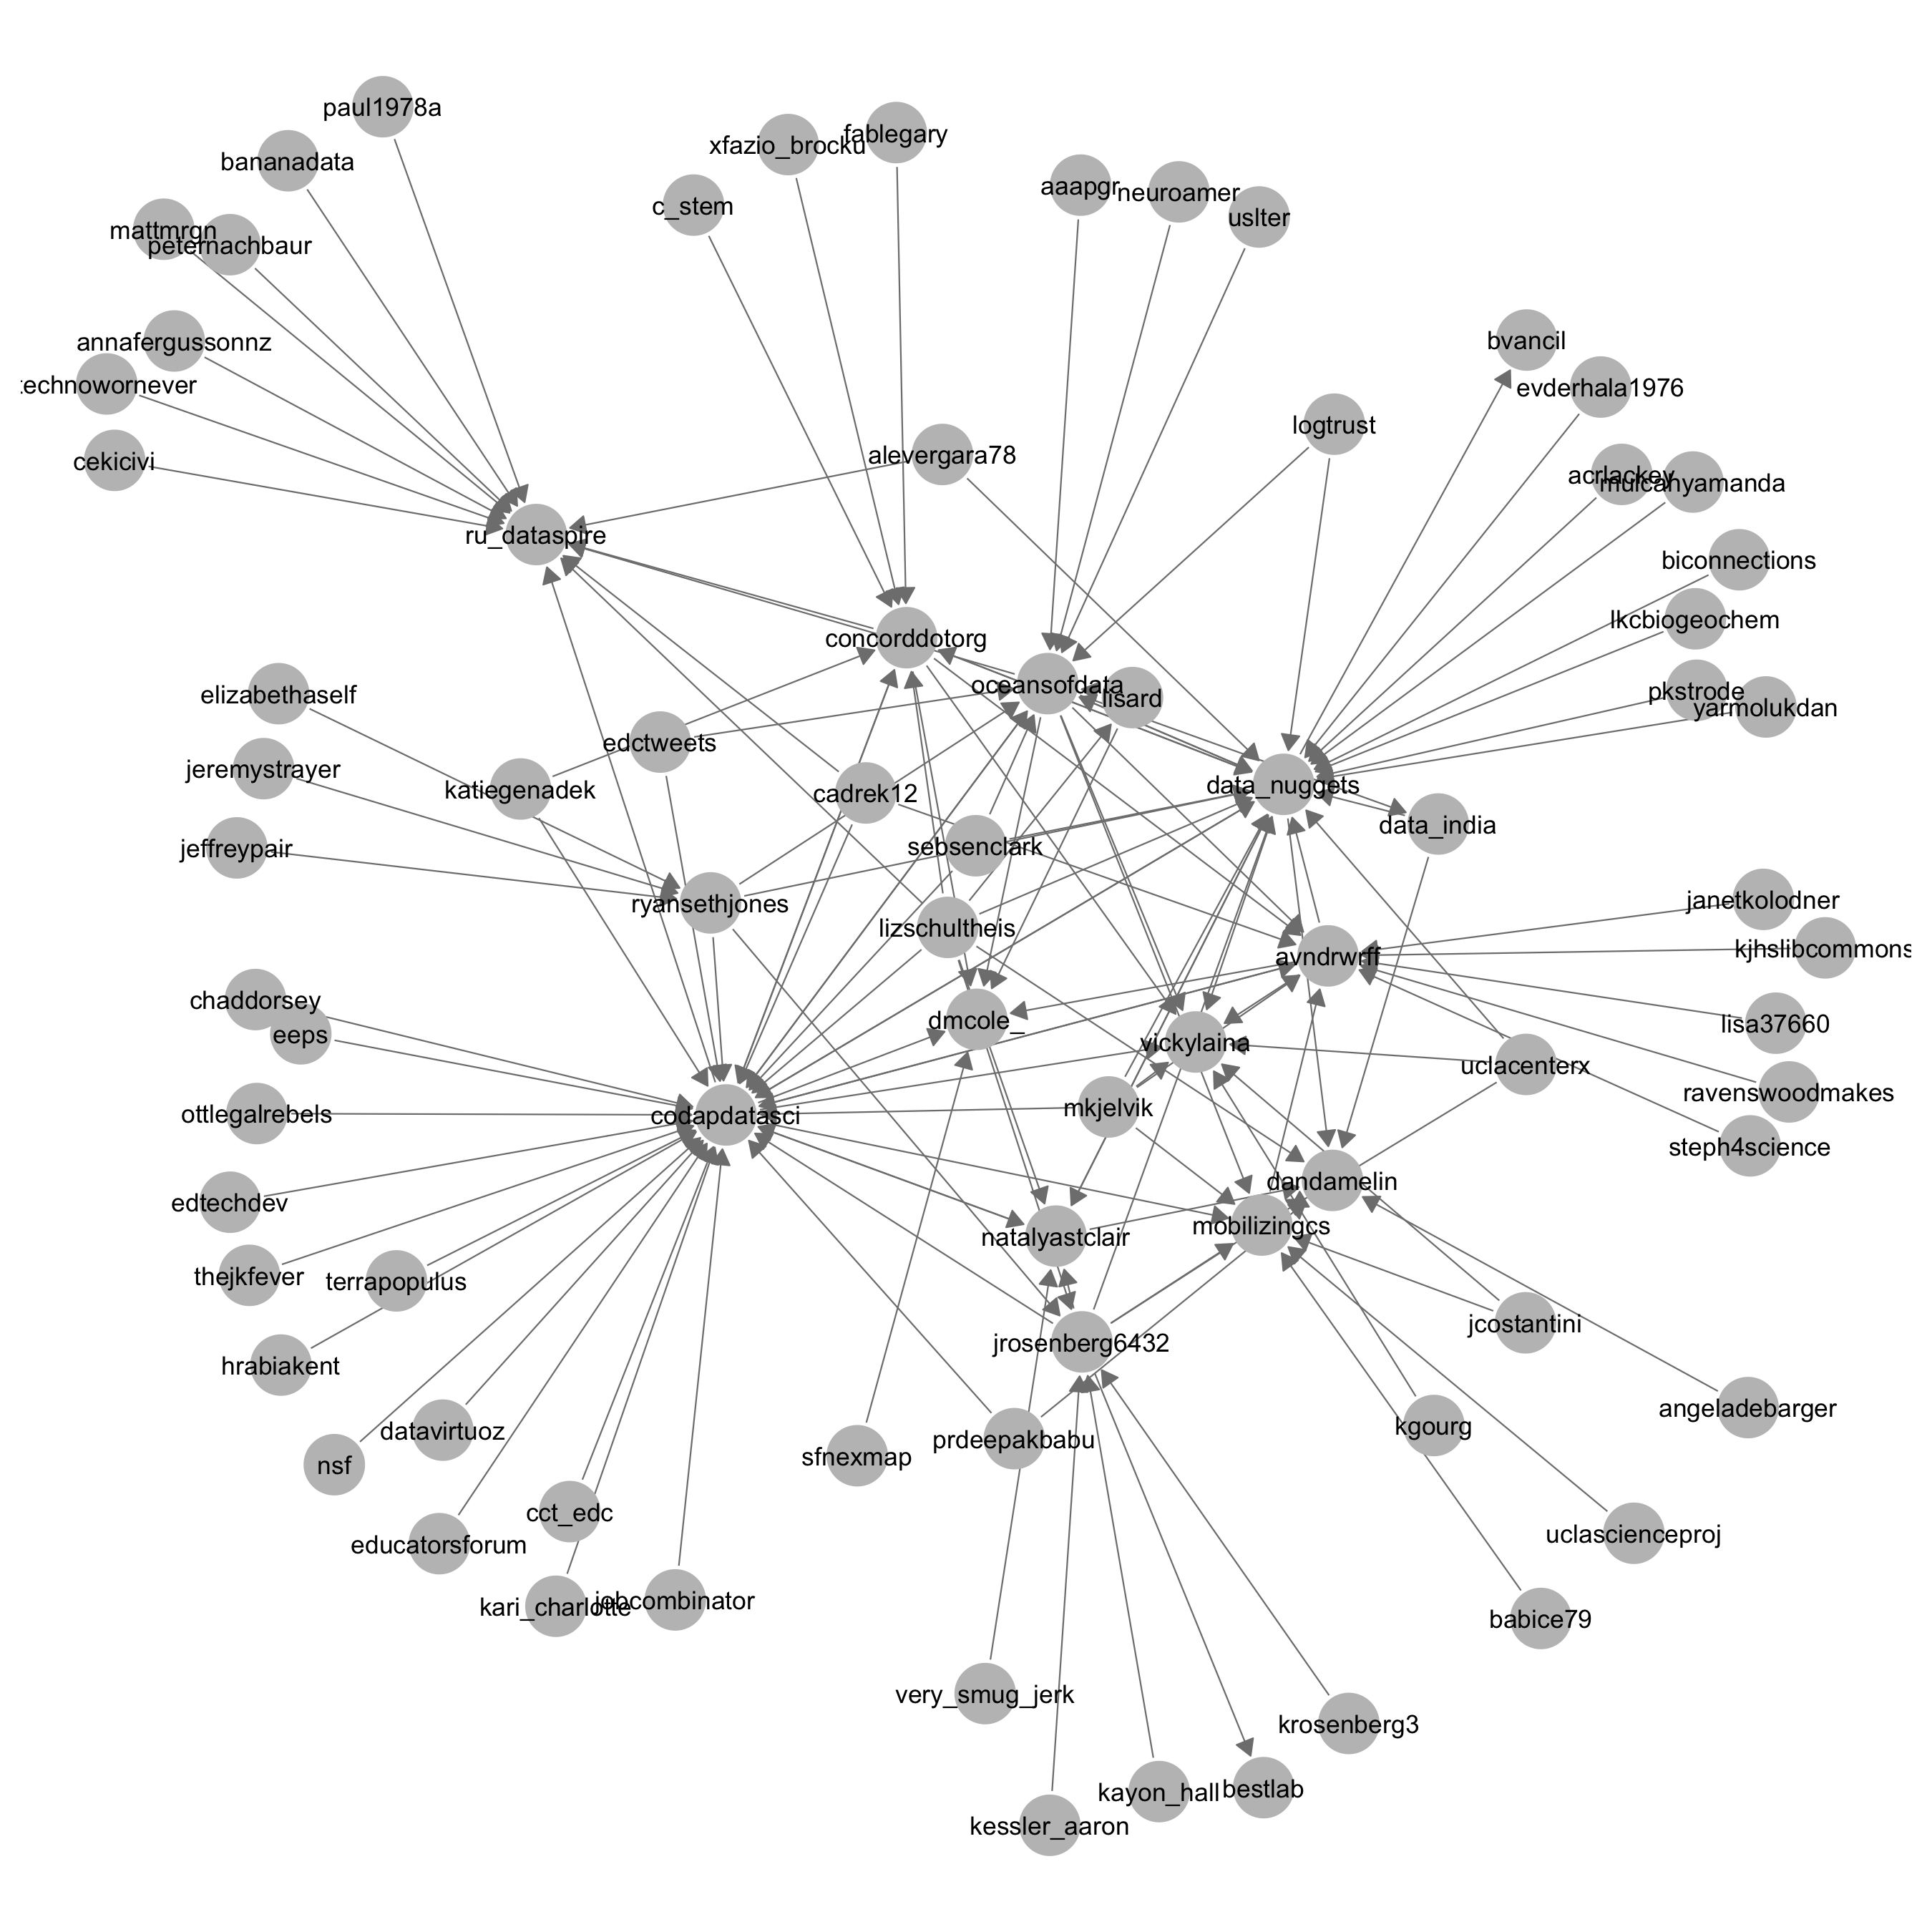 paul1978a
fablegary
xfazio_brocku
bananadata
aaapgr
neuroamer
c_stem
uslter
mattmrgn
peternachbaur
bvancil
annafergussonnz
echnowornever
evderhala1976
logtrust
alevergara78
cekicivi
acrlackey
mulcahyamanda
ru_dataspire
biconnections
lkcbiogeochem
concorddotorg
oceansofdata
lisard
pkstrode
elizabethaself
yarmolukdan
edctweets
jeremystrayer
data_nuggets
katiegenadek
cadrek12
data_india
sebsenclark
jeffreypair
janetkolodner
ryansethjones
lizschultheis
kjhslibcommons
avndrwrff
chaddorsey
dmcole_
lisa37660
eeps
vickylaina
uclacenterx
ravenswoodmakes
mkjelvik
ottlegalrebels
codapdatasci
steph4science
dandamelin
edtechdev
mobilizingcs
natalyastclair
thejkfever
terrapopulus
jcostantini
jrosenberg6432
hrabiakent
angeladebarger
kgourg
datavirtuoz
prdeepakbabu
sfnexmap
nsf
cct_edc
uclascienceproj
educatorsforum
jobcombinator
kari_charlotte
babice79
very_smug_jerk
krosenberg3
bestlab
kayon_hall
kessler_aaron